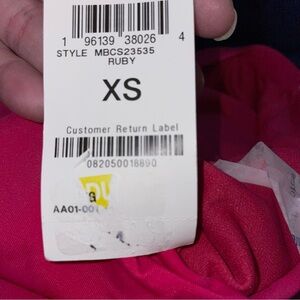 1 96139 38026 4
STYLE MBCS23535
RUBY
XS
Customer Return Label
082050018890
G
AA01-001